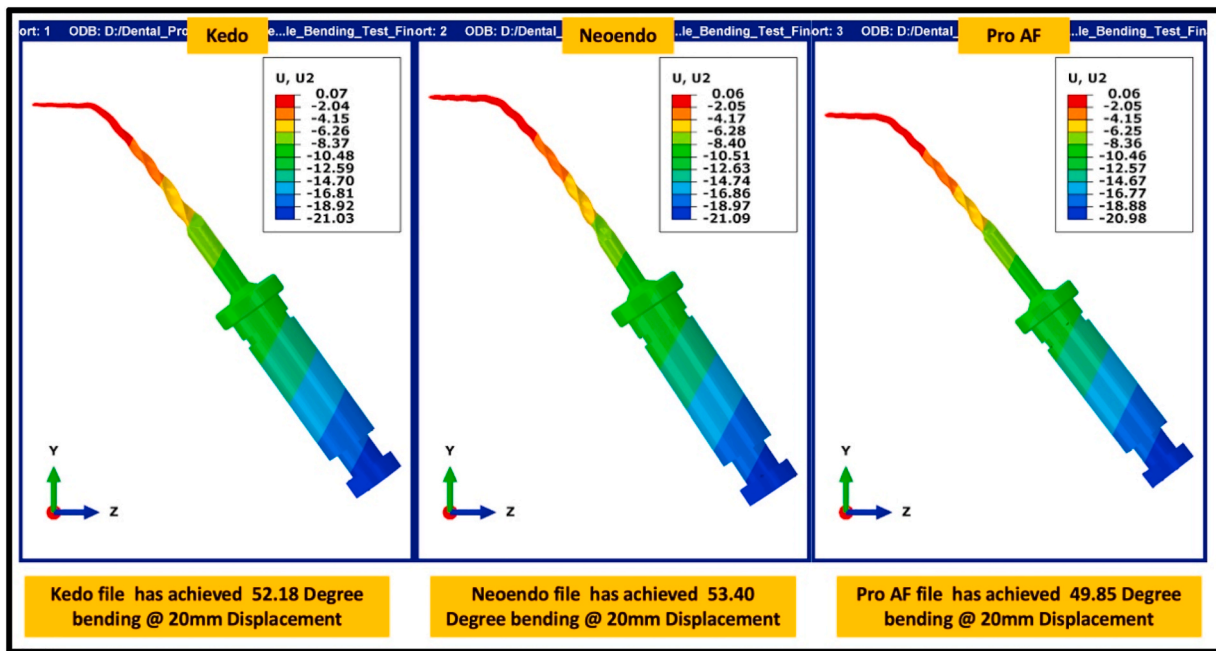 ort: 1 ODB: D:/Dental_Pro
Kedo
e...le_Bending_Test_Fin
ort: 2 ODB: D:/Dental_
Neoendo
...le_Bending_Test_Fin
ort: 3 ODB: D:/Dental_
Pro AF
...le_Bending_Test_Fina
U, U2
0.07
-2.04
-4.15
-6.26
-8.37
-10.48
-12.59
-14.70
-16.81
-18.92
-21.03
Y
Z
U, U2
0.06
-2.05
-4.17
-6.28
-8.40
-10.51
-12.63
-14.74
-16.86
-18.97
-21.09
Y
Z
U, U2
0.06
-2.05
-4.15
-6.25
-8.36
-10.46
-12.57
-14.67
-16.77
-18.88
-20.98
Y
Z
Kedo file has achieved 52.18 Degree
bending @ 20mm Displacement
Neoendo file has achieved 53.40
Degree bending @ 20mm Displacement
Pro AF file has achieved 49.85 Degree
bending @ 20mm Displacement